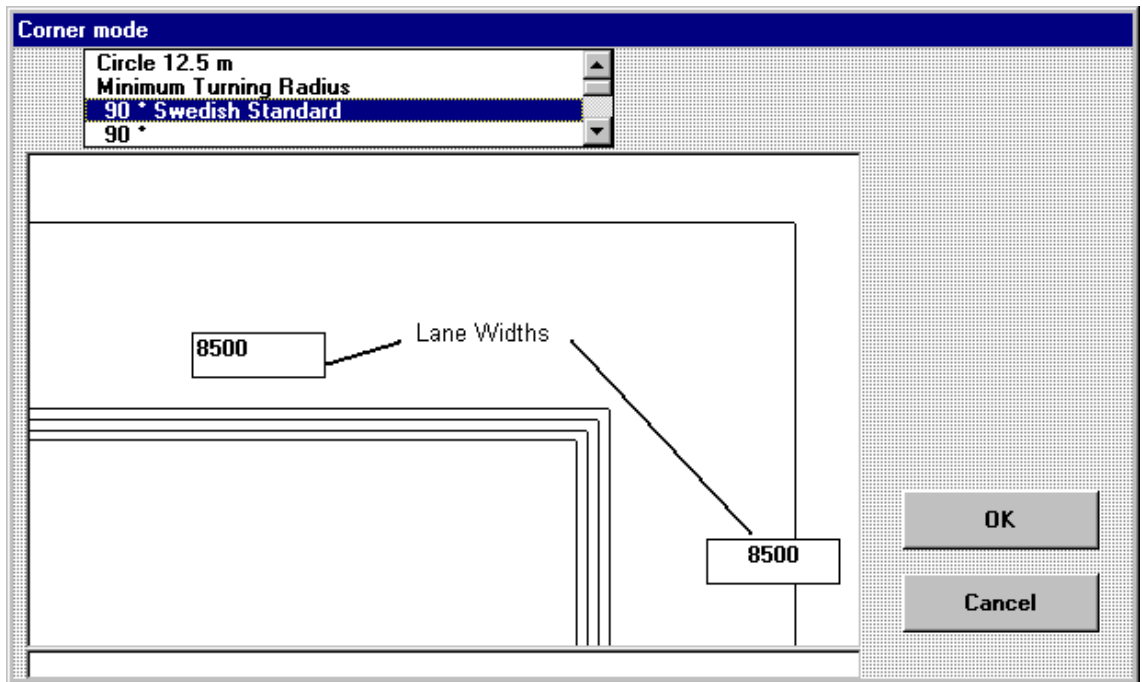 Corner mode
Circle 12.5 m
Minimum Turning Radius
90 * Swedish Standard
90 *
Lane Widths
8500
8500
OK
Cancel